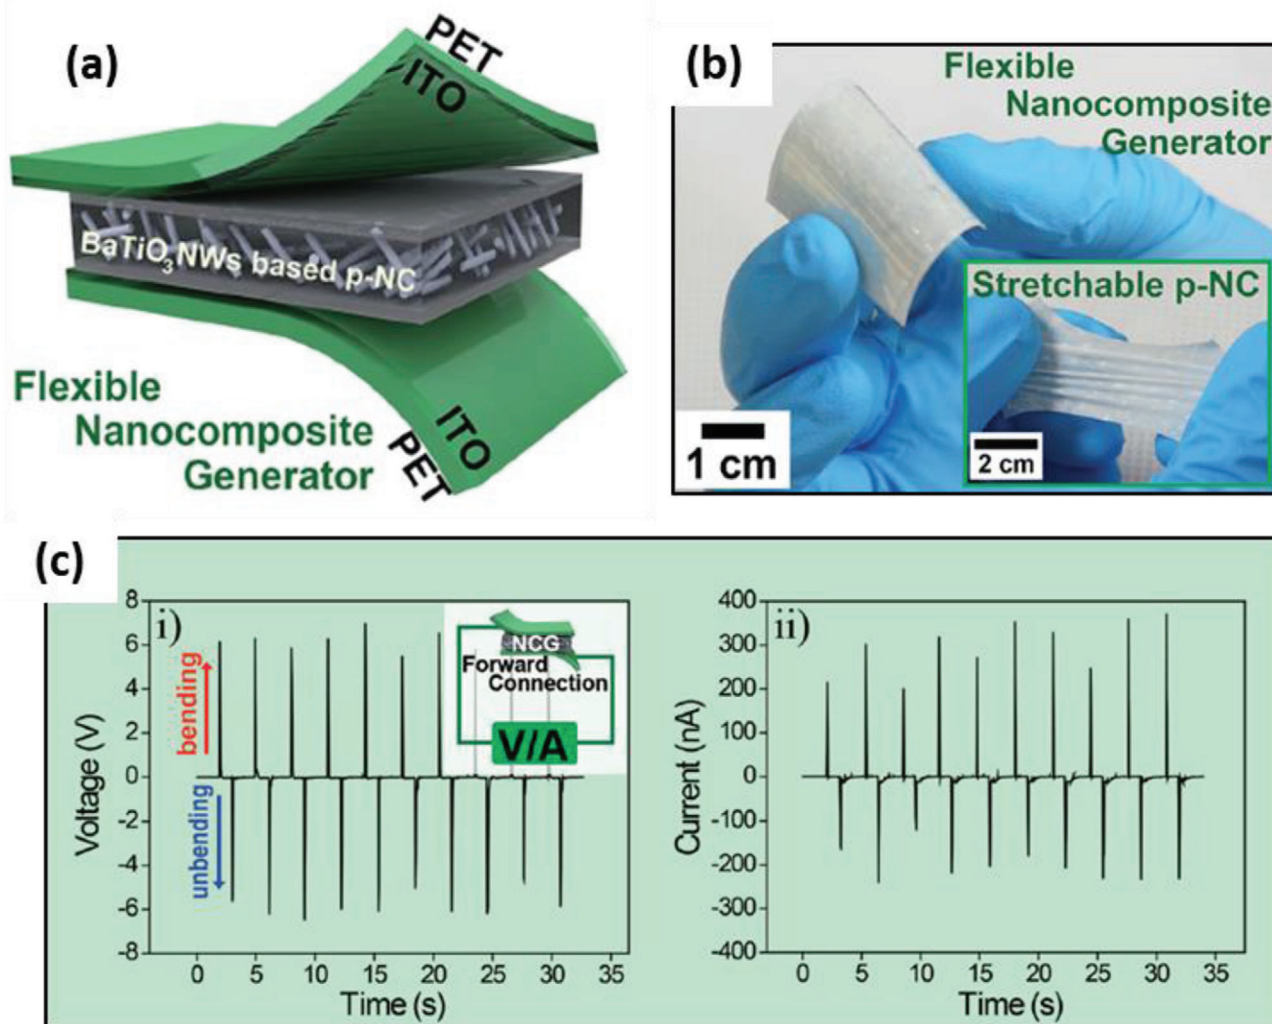 (a)
PET
ITO
BaTiO3NWs based p-NC
Flexible
Nanocomposite
Generator
ITO
PET
(b)
Flexible
Nanocomposite
Generator
Stretchable p-NC
1 cm
2 cm
(c)
i)
8
6
4
2
0
-2
-4
-6
-8
Voltage (V)
bending
unbending
NCG
Forward
Connection
V/A
0 5 10 15 20 25 30 35
Time (s)
ii)
400
300
200
100
0
-100
-200
-300
-400
Current (nA)
0 5 10 15 20 25 30 35
Time (s)